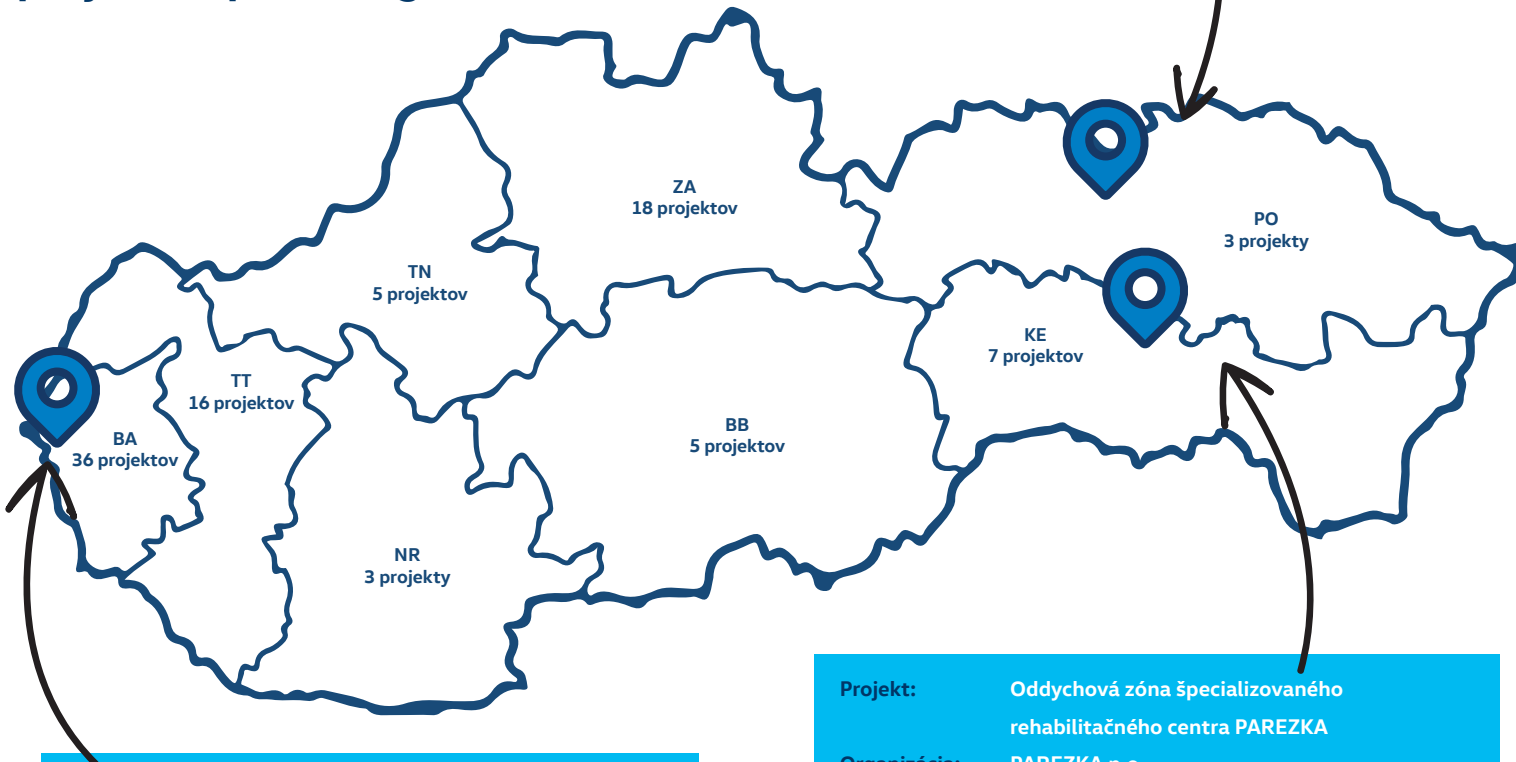 ZA
18 projektov
PO
3 projekty
TN
5 projektov
KE
7 projektov
TT
16 projektov
BB
5 projektov
BA
36 projektov
NR
3 projekty
Projekt: Oddychová zóna špecializovaného
rehabilitačného centra PAREZKA